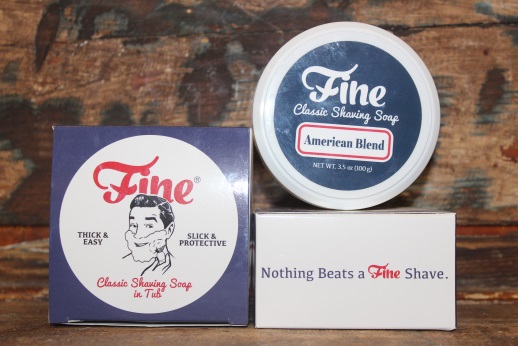 Fine®
THICK &
EASY
SLICK &
PROTECTIVE
Classic Shaving Soap
in Tub
Fine
Classic Shaving Soap
American Blend
NET WT. 3.5 oz (100 g)
Nothing Beats a Fine Shave.